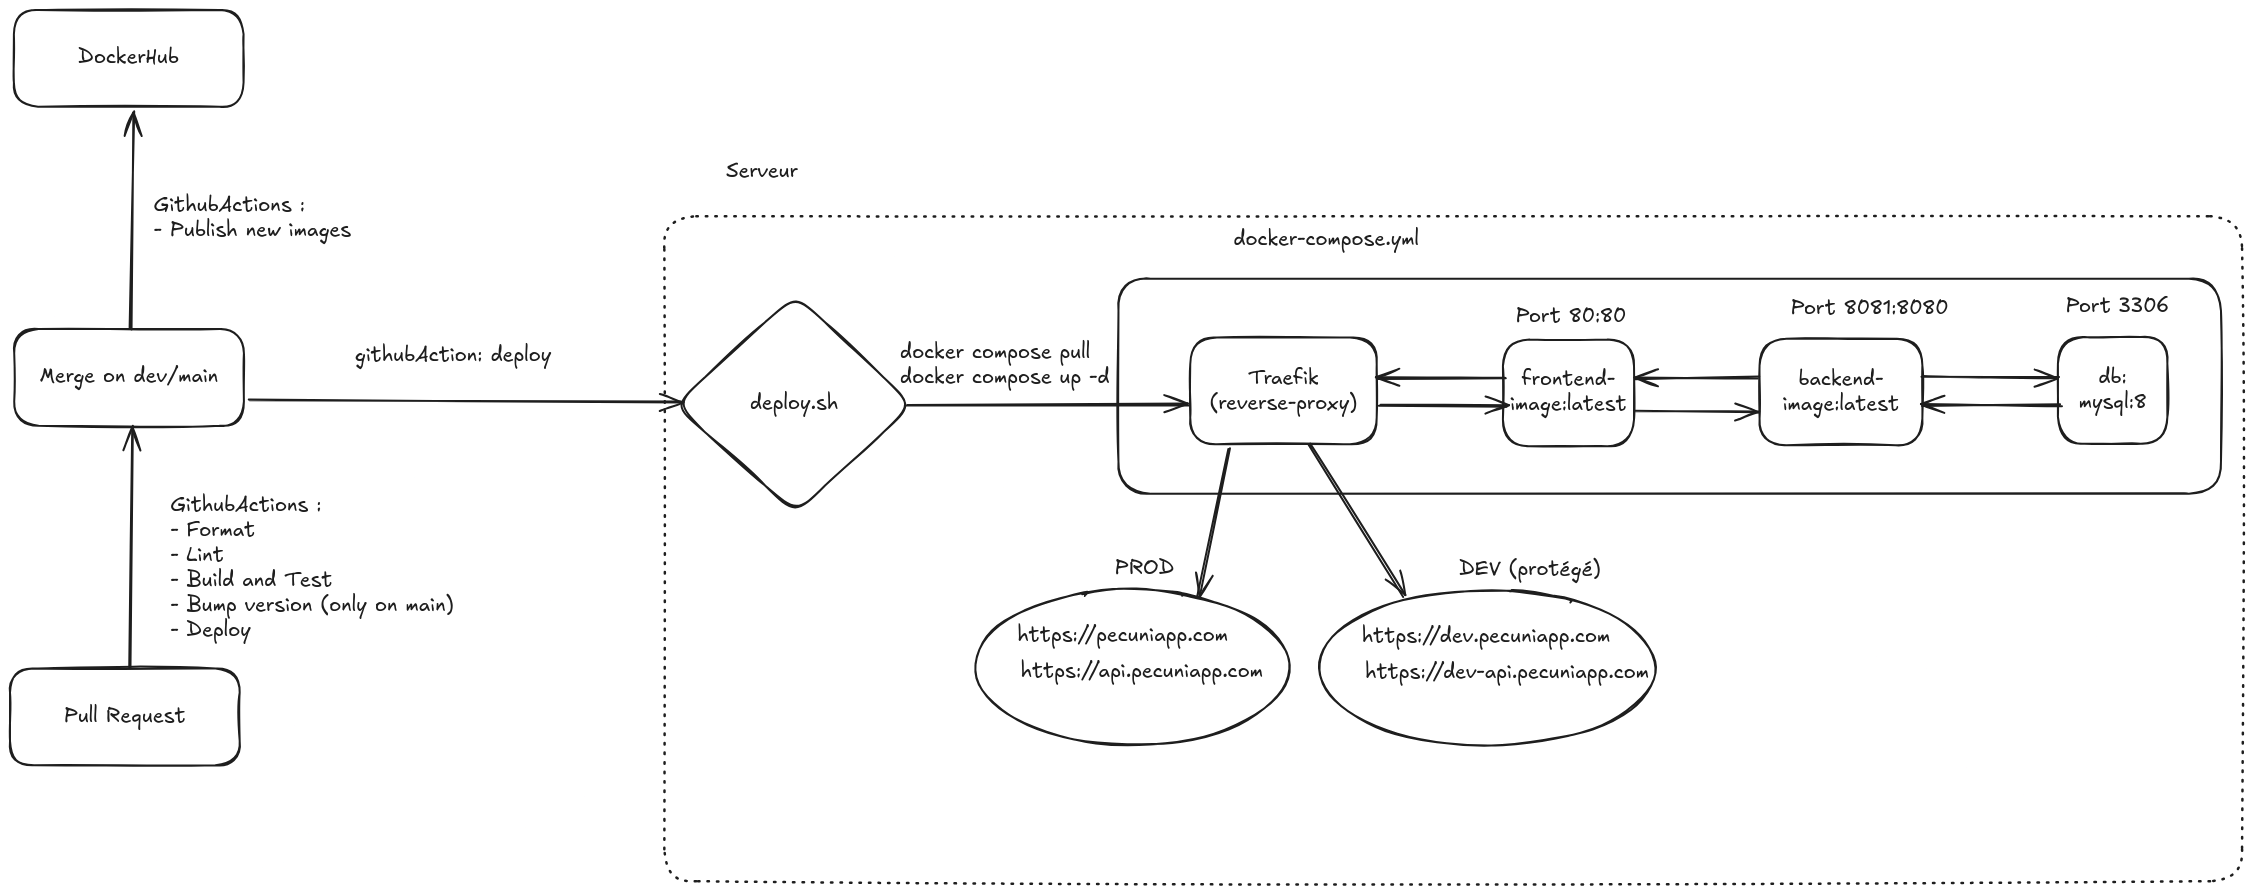 DockerHub
GithubActions :
- Publish new images
Merge on dev/main
githubAction: deploy
GithubActions :
- Format
- Lint
- Build and Test
- Bump version (only on main)
- Deploy
Pull Request
Serveur
docker-compose.yml
deploy.sh
docker compose pull
docker compose up -d
Traefik
(reverse-proxy)
Port 80:80
frontend-
image:latest
Port 8081:8080
backend-
image:latest
Port 3306
db:
mysql:8
PROD
https://pecuniapp.com
https://api.pecuniapp.com
DEV (protégé)
https://dev.pecuniapp.com
https://dev-api.pecuniapp.com